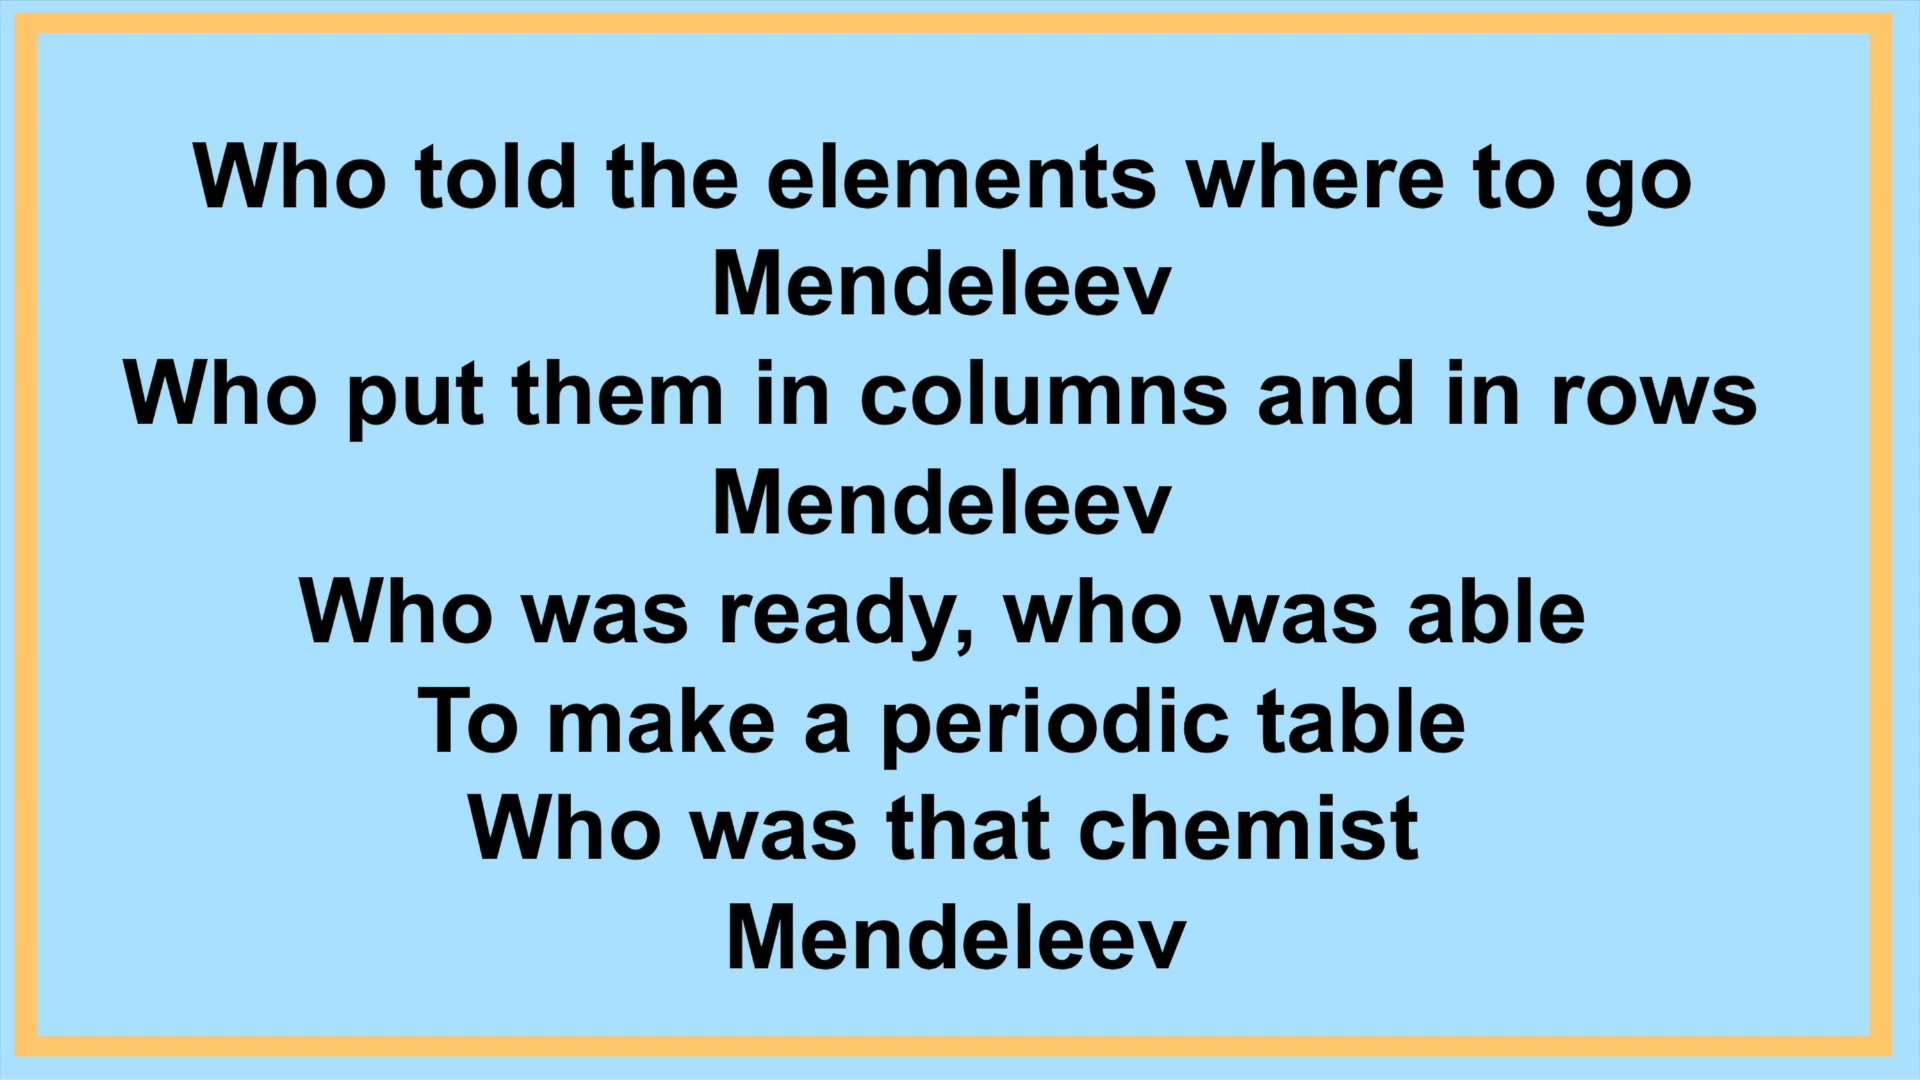 Who told the elements where to go
Mendeleev
Who put them in columns and in rows
Mendeleev
Who was ready, who was able
To make a periodic table
Who was that chemist
Mendeleev